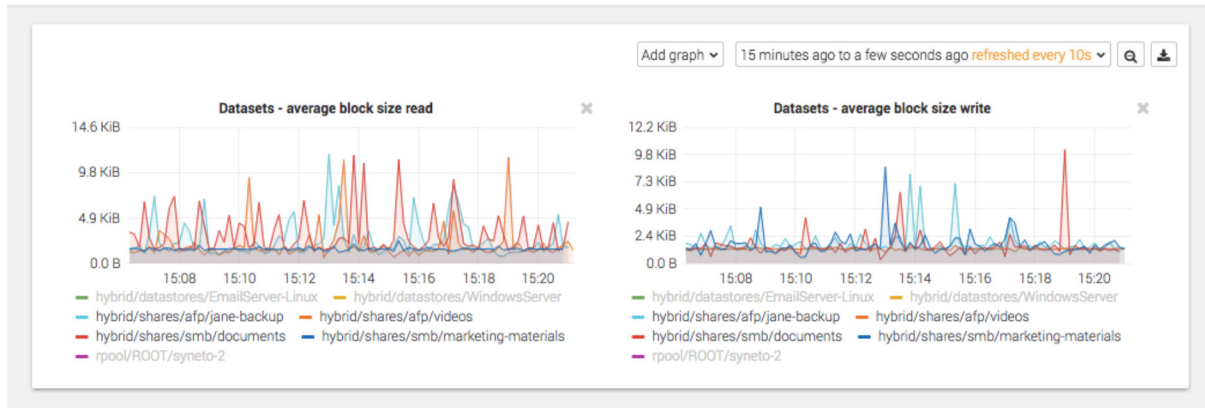 Add graph 15 minutes ago to a few seconds ago refreshed every 10s
Datasets - average block size read
14.6 KiB
9.8 KiB
4.9 KiB
0.0 B
15:08 15:10 15:12 15:14 15:16 15:18 15:20
hybrid/datastores/EmailServer-Linux hybrid/datastores/WindowsServer
hybrid/shares/afp/jane-backup hybrid/shares/afp/videos
hybrid/shares/smb/documents hybrid/shares/smb/marketing-materials
rpool/ROOT/syneto-2
Datasets - average block size write
12.2 KiB
9.8 KiB
7.3 KiB
4.9 KiB
2.4 KiB
0.0 B
15:08 15:10 15:12 15:14 15:16 15:18 15:20
hybrid/datastores/EmailServer-Linux hybrid/datastores/WindowsServer
hybrid/shares/afp/jane-backup hybrid/shares/afp/videos
hybrid/shares/smb/documents hybrid/shares/smb/marketing-materials
rpool/ROOT/syneto-2